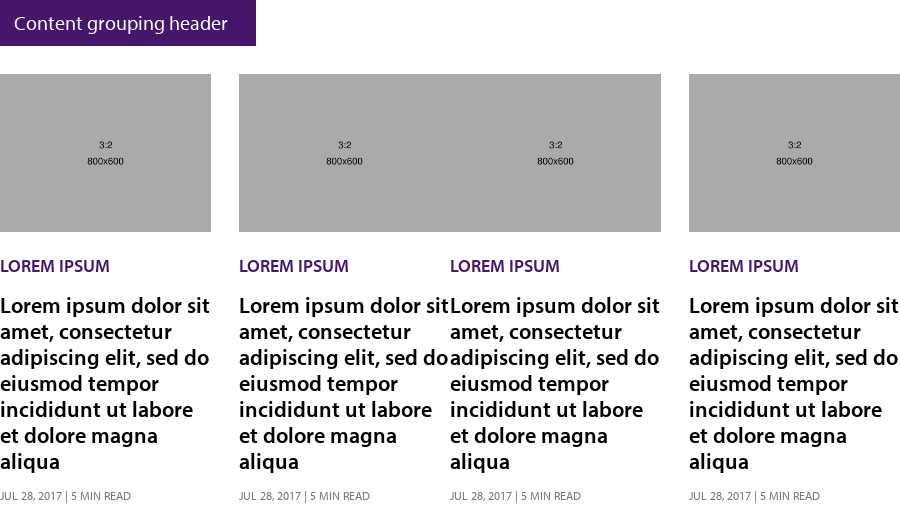 Content grouping header
3:2
800x600
3:2
800x600
3:2
800x600
3:2
800x600
LOREM IPSUM
Lorem ipsum dolor sit
amet, consectetur
adipiscing elit, sed do
eiusmod tempor
incididunt ut labore
et dolore magna
aliqua
JUL 28, 2017 | 5 MIN READ
LOREM IPSUM
Lorem ipsum dolor sit
amet, consectetur
adipiscing elit, sed do
eiusmod tempor
incididunt ut labore
et dolore magna
aliqua
JUL 28, 2017 | 5 MIN READ
LOREM IPSUM
Lorem ipsum dolor sit
amet, consectetur
adipiscing elit, sed do
eiusmod tempor
incididunt ut labore
et dolore magna
aliqua
JUL 28, 2017 | 5 MIN READ
LOREM IPSUM
Lorem ipsum dolor sit
amet, consectetur
adipiscing elit, sed do
eiusmod tempor
incididunt ut labore
et dolore magna
aliqua
JUL 28, 2017 | 5 MIN READ